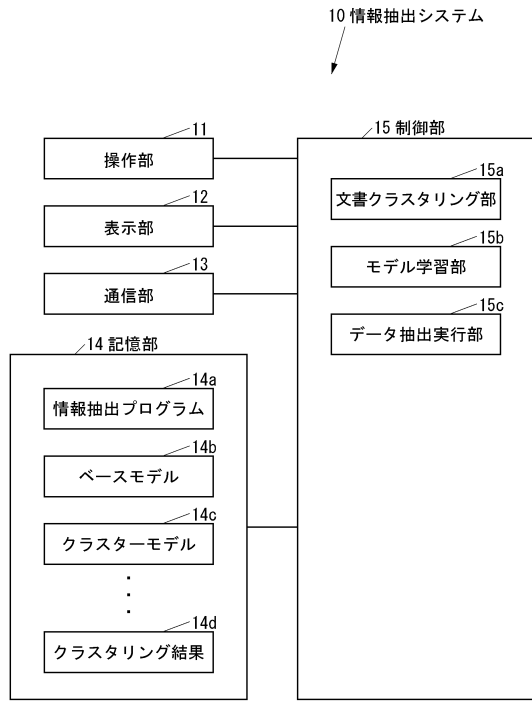 10 情報抽出システム
11
操作部
12
表示部
13
通信部
14 記憶部
14a
情報抽出プログラム
14b
ベースモデル
14c
クラスターモデル
14d
クラスタリング結果
15 制御部
15a
文書クラスタリング部
15b
モデル学習部
15c
データ抽出実行部